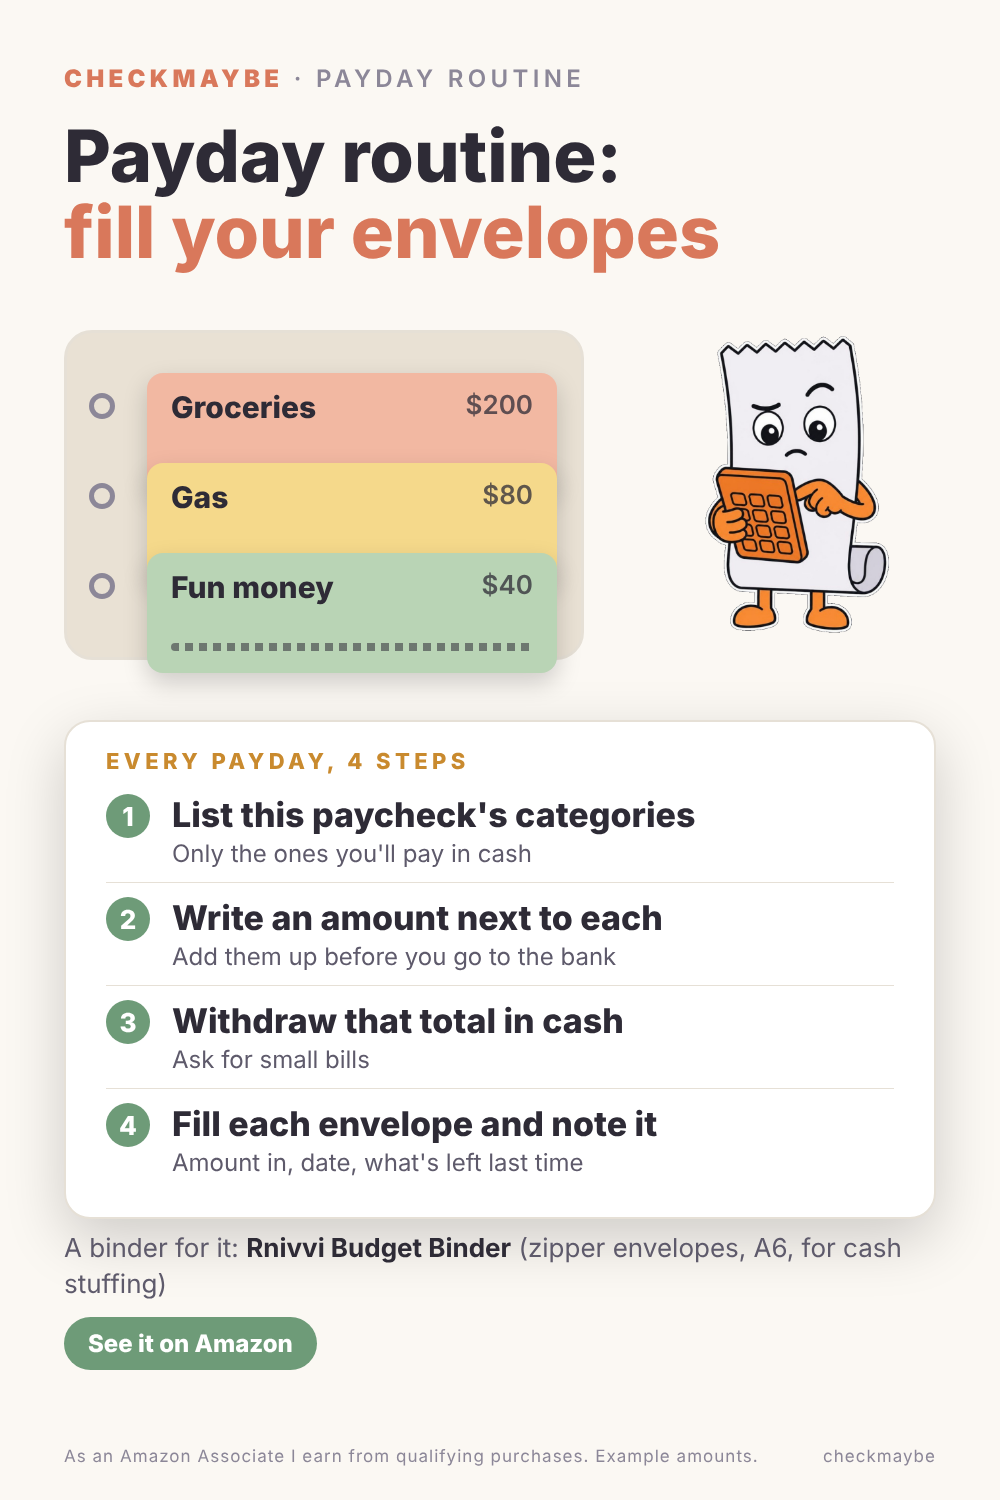 CHECKMAYBE · PAYDAY ROUTINE
Payday routine:
fill your envelopes
Groceries $200
Gas $80
Fun money $40
EVERY PAYDAY, 4 STEPS
1 List this paycheck's categories
Only the ones you'll pay in cash
2 Write an amount next to each
Add them up before you go to the bank
3 Withdraw that total in cash
Ask for small bills
4 Fill each envelope and note it
Amount in, date, what's left last time
A binder for it: Rnivvi Budget Binder (zipper envelopes, A6, for cash
stuffing)
See it on Amazon
As an Amazon Associate I earn from qualifying purchases. Example amounts. checkmaybe